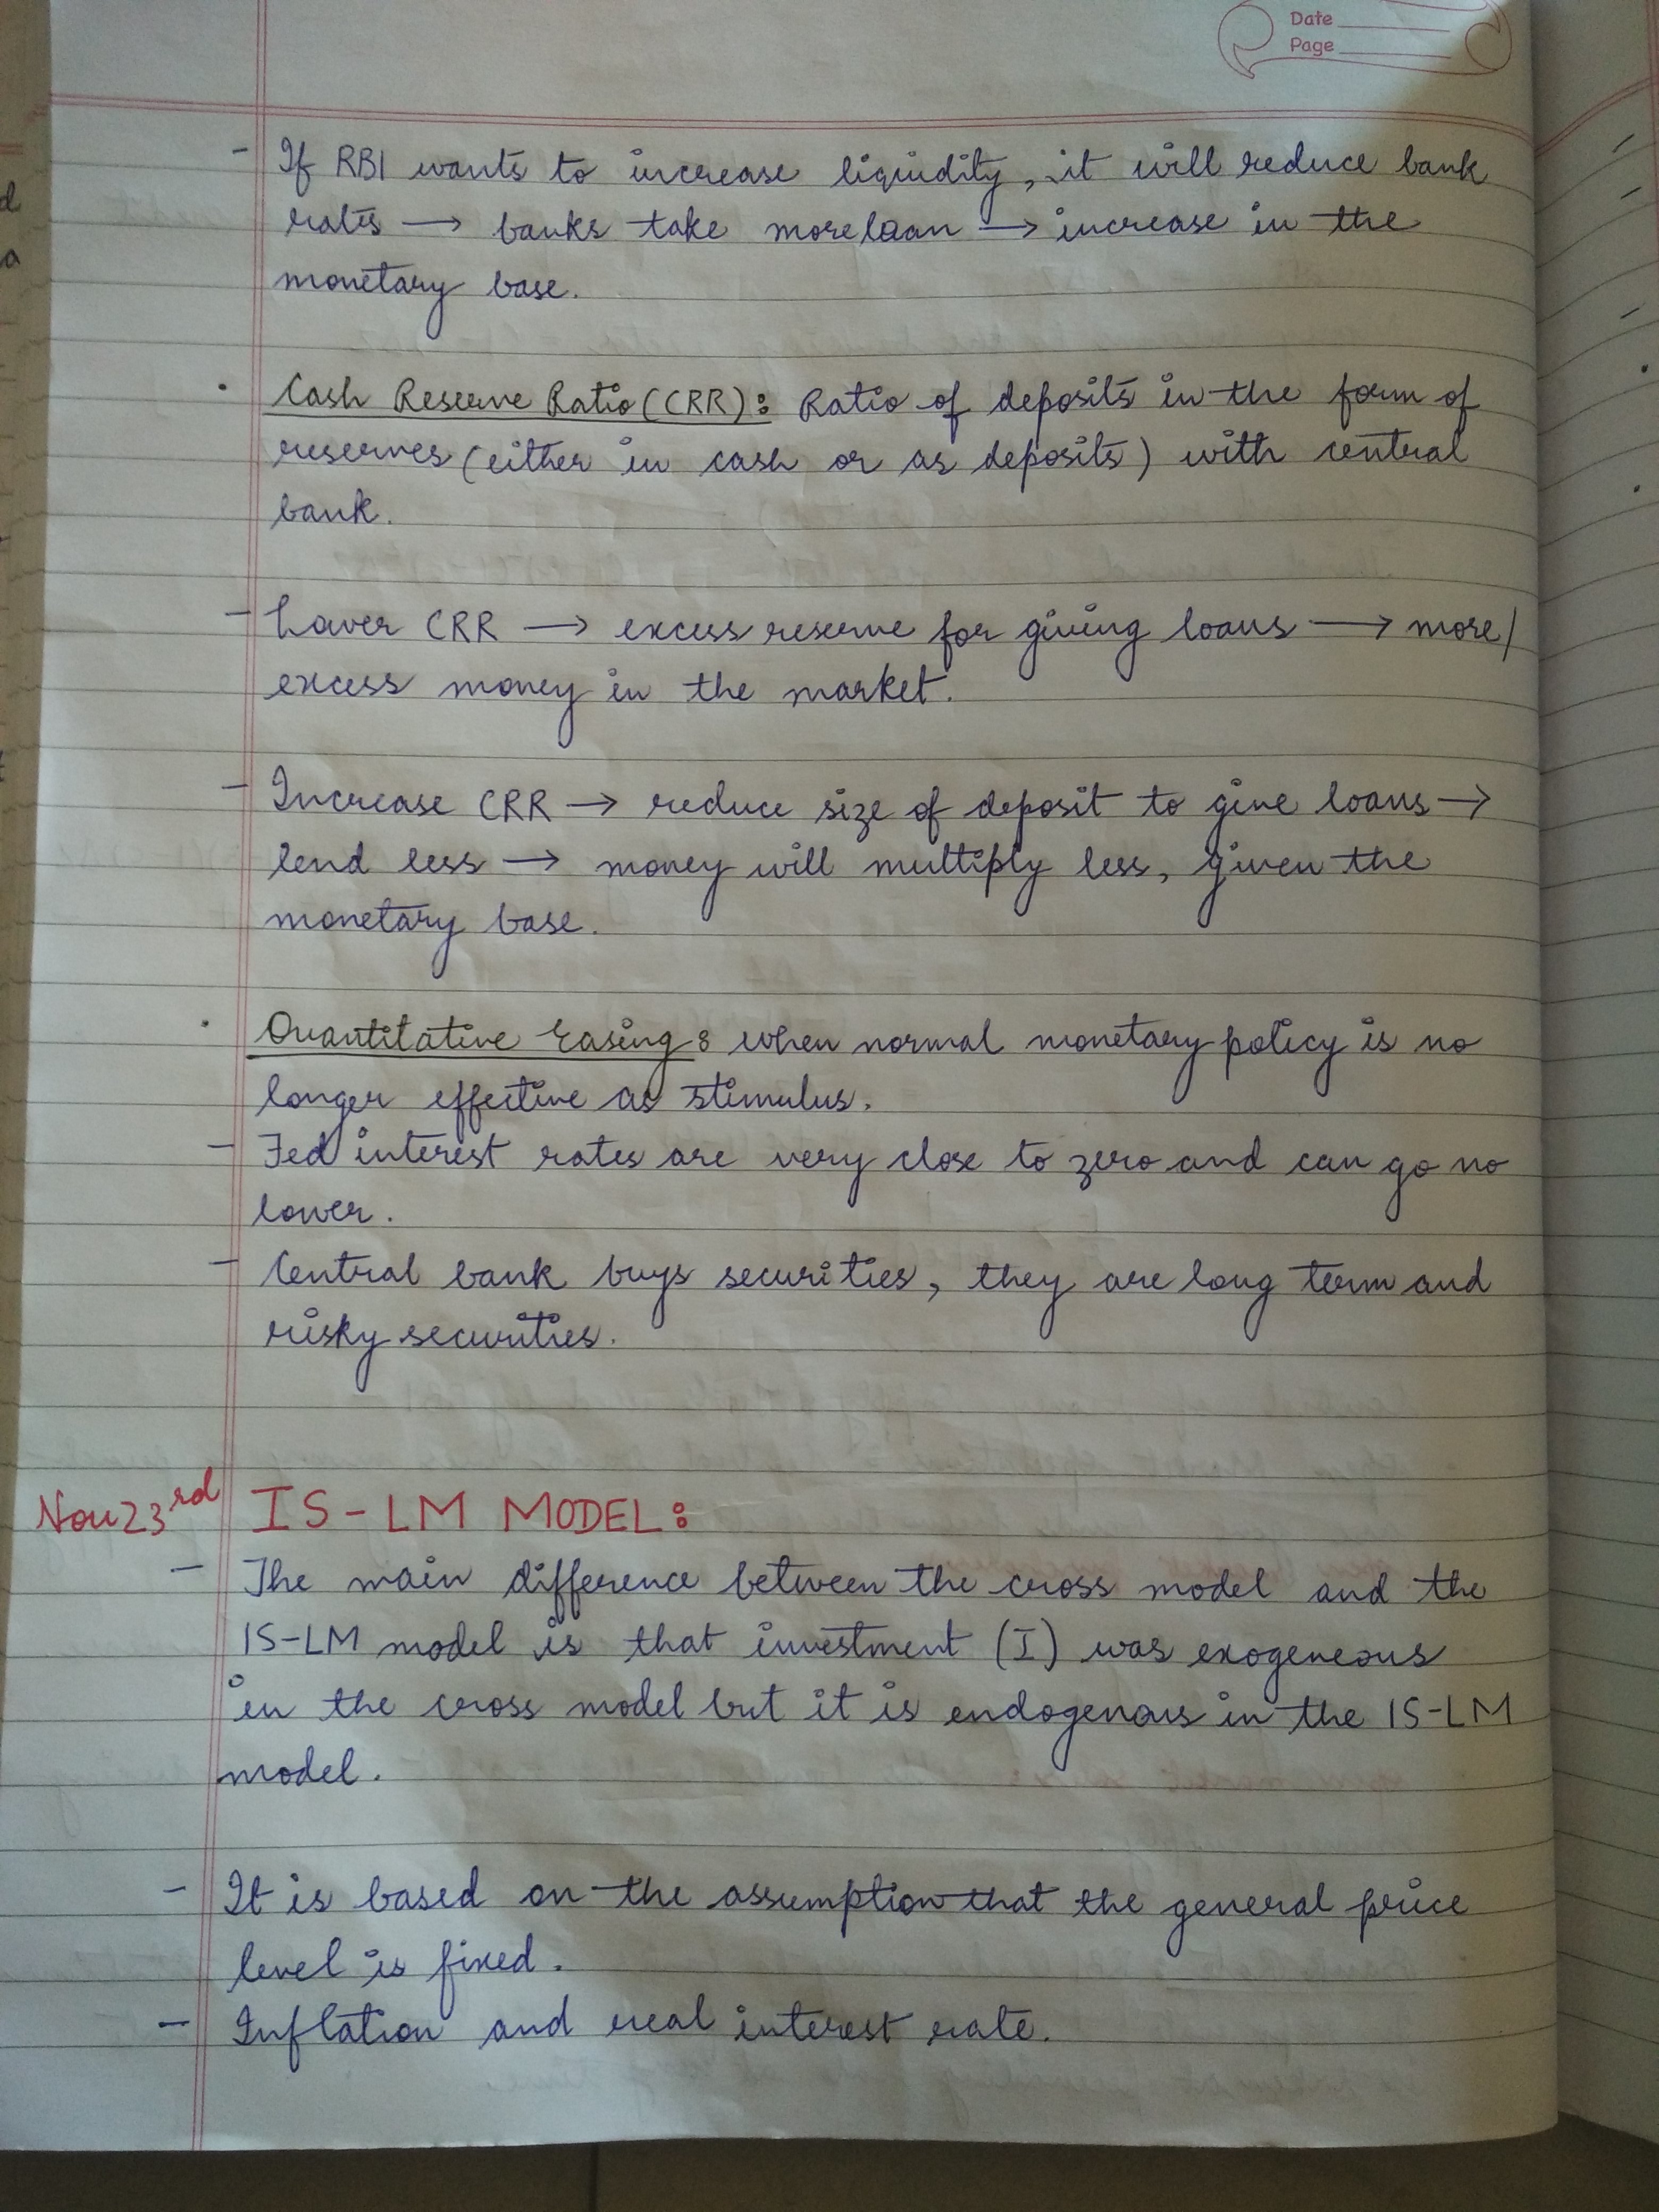 Date
Page
- If RBI wants to increase liquidity, it will reduce bank
rates → banks take more loan → increase in the
monetary base.
• Cash Reserve Ratio (CRR): Ratio of deposits in the form of
reserves (either in cash or as deposits) with central
bank.
- Lower CRR → excess reserve for giving loans → more/
excess money in the market.
- Increase CRR → reduce size of deposit to give loans →
lend less → money will multiply less, given the
monetary base.
• Quantitative Easing: When normal monetary policy is no
longer effective as stimulus.
- Fed interest rates are very close to zero and can go no
lower.
- Central bank buys securities, they are long term and
risky securities.
Nov 23rd IS-LM MODEL:
- The main difference between the cross model and the
IS-LM model is that investment (I) was exogeneous
in the cross model but it is endogenous in the IS-LM
model.
- It is based on the assumption that the general price
level is fixed.
- Inflation and real interest rate.